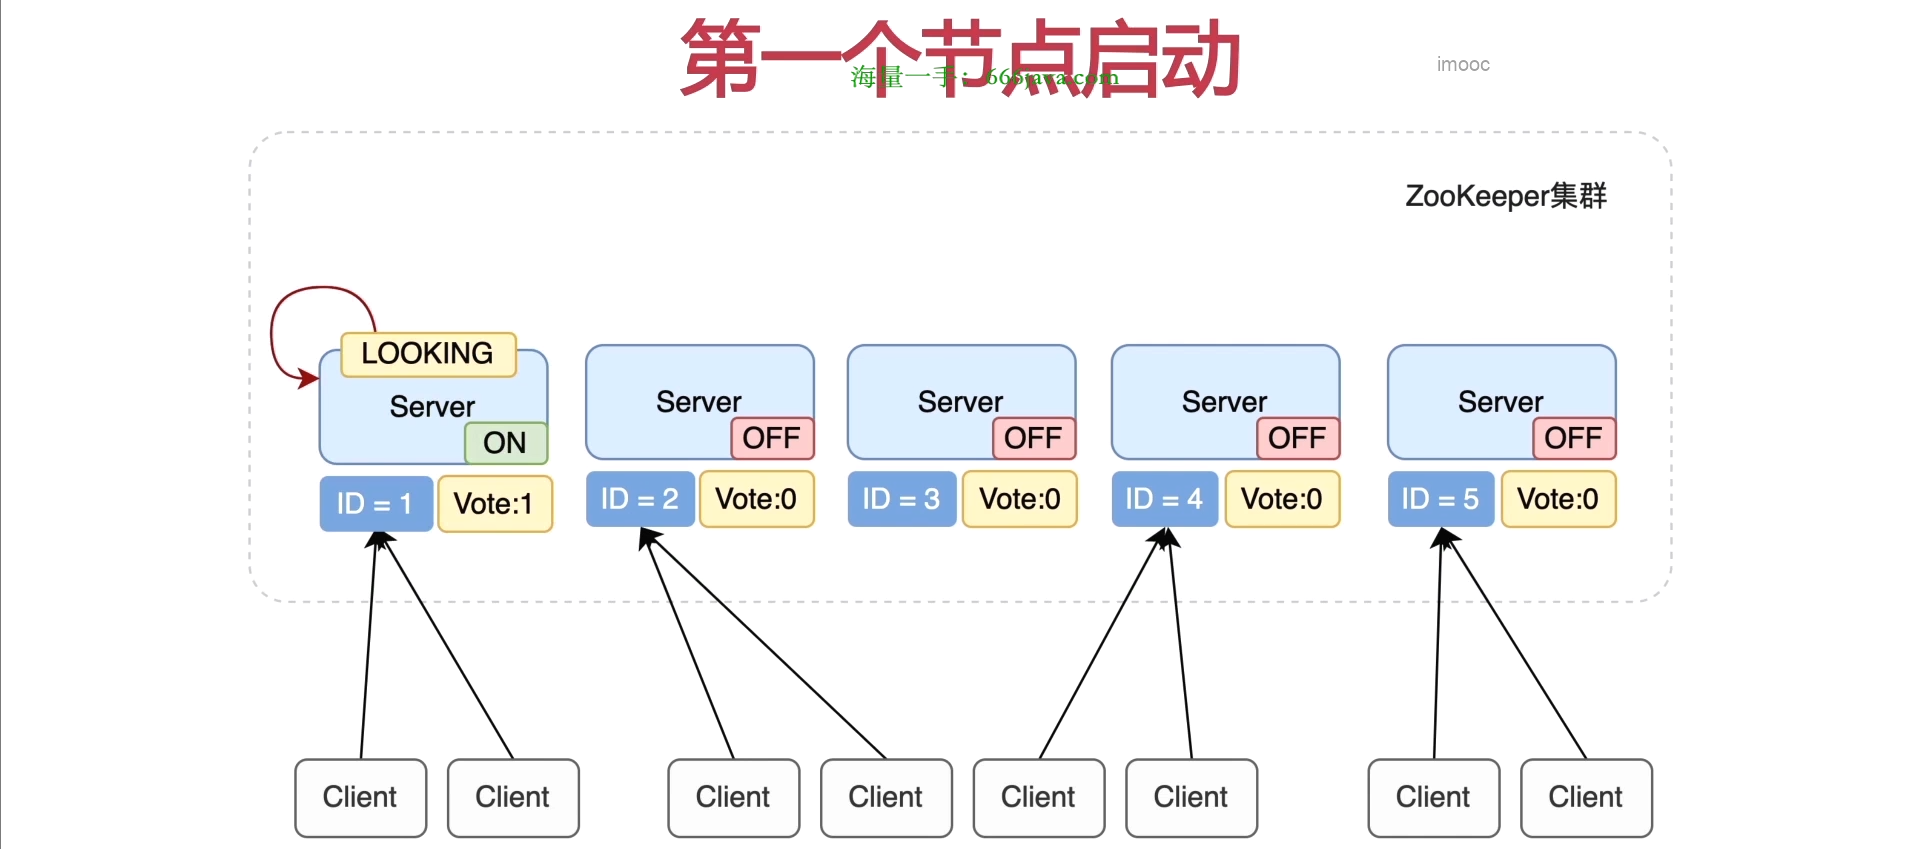 第一个节点启动
海量一手：666java.com
imooc
ZooKeeper集群
LOOKING
Server
ON
ID = 1
Vote:1
Server
OFF
ID = 2
Vote:0
Server
OFF
ID = 3
Vote:0
Server
OFF
ID = 4
Vote:0
Server
OFF
ID = 5
Vote:0
Client
Client
Client
Client
Client
Client
Client
Client